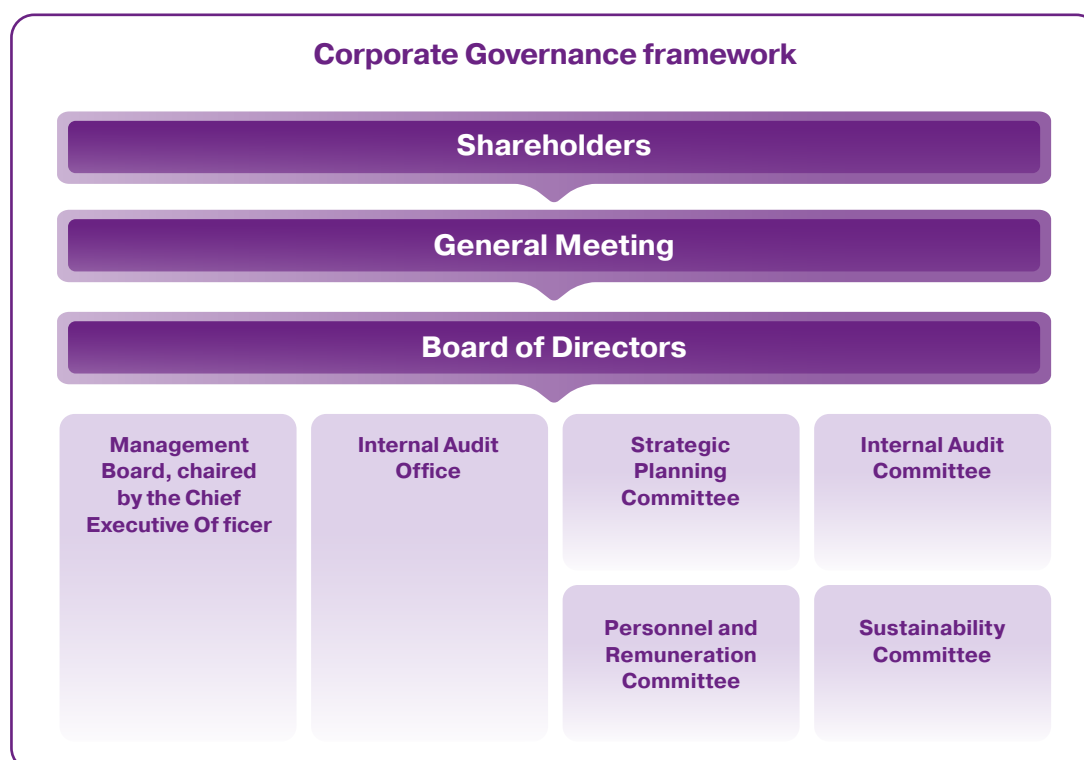 Corporate Governance framework
Shareholders
General Meeting
Board of Directors
Management
Board, chaired
by the Chief
Executive Of ficer
Internal Audit
Office
Strategic
Planning
Committee
Internal Audit
Committee
Personnel and
Remuneration
Committee
Sustainability
Committee